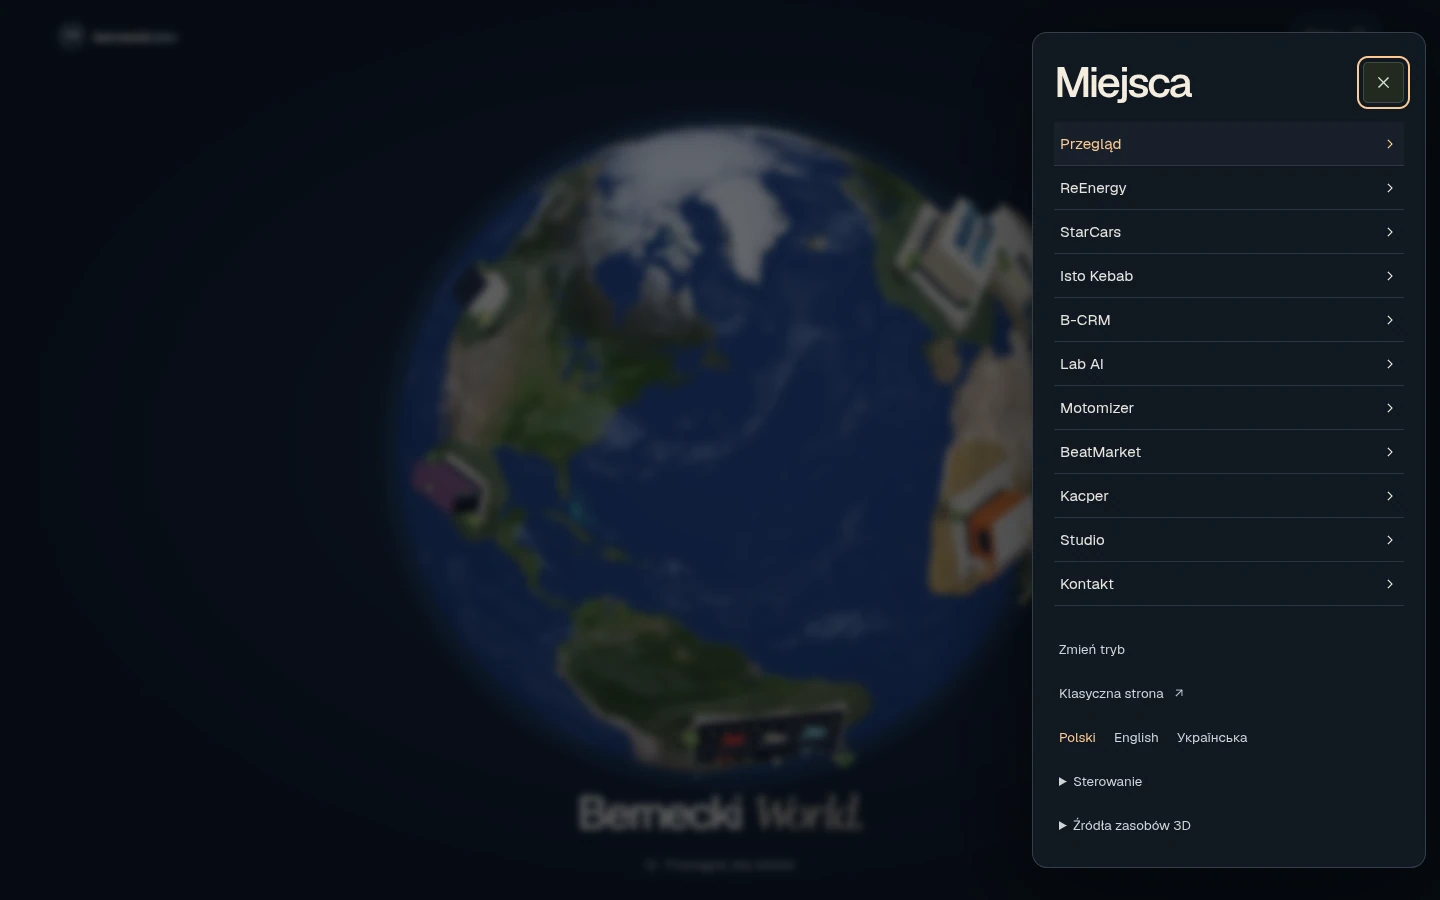 Miejsca
Przegląd
ReEnergy
StarCars
Isto Kebab
B-CRM
Lab AI
Motomizer
BeatMarket
Kacper
Studio
Kontakt
Zmień tryb
Klasyczna strona
Polski English Українська
Sterowanie
Źródła zasobów 3D
Bernecki World.